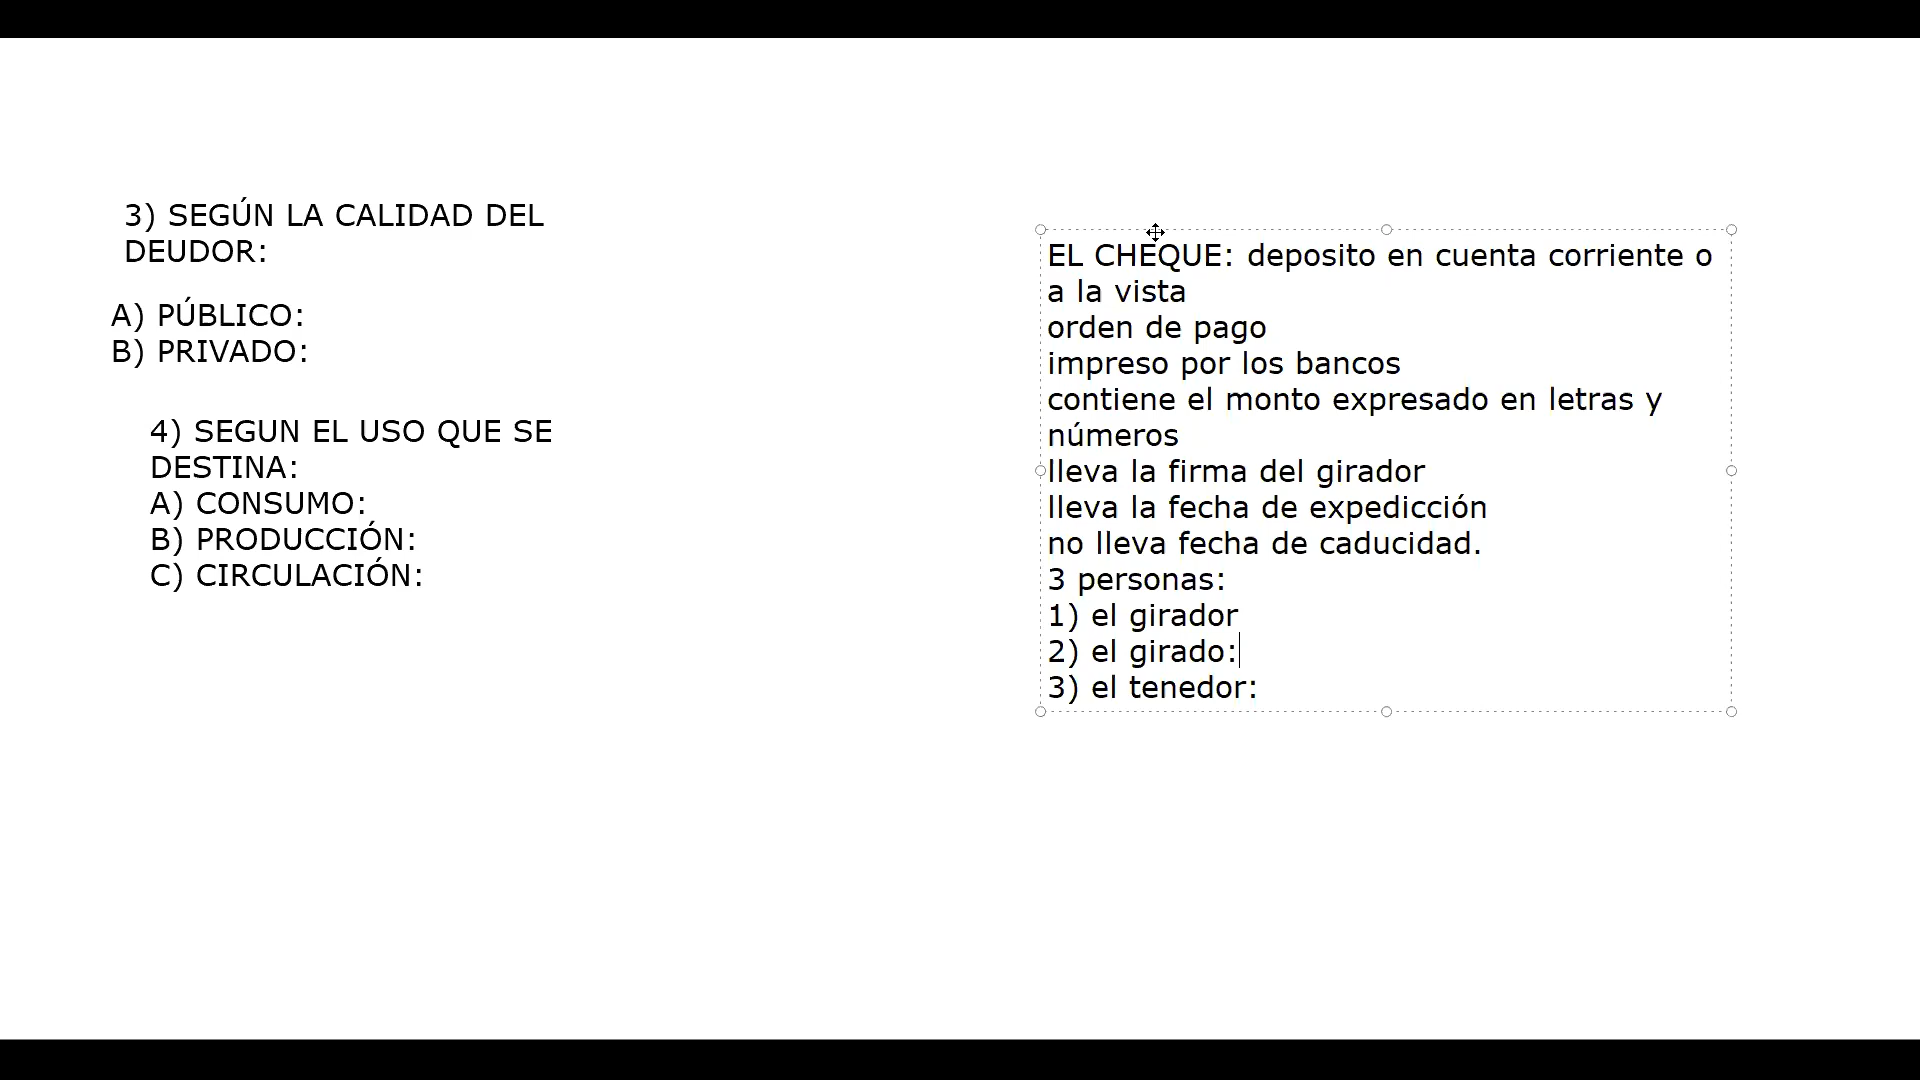 3) SEGÚN LA CALIDAD DEL
DEUDOR:
A) PÚBLICO:
B) PRIVADO:
4) SEGUN EL USO QUE SE
DESTINA:
A) CONSUMO:
B) PRODUCCIÓN:
C) CIRCULACIÓN:
EL CHEQUE: deposito en cuenta corriente o
a la vista
orden de pago
impreso por los bancos
contiene el monto expresado en letras y
números
lleva la firma del girador
lleva la fecha de expedicción
no lleva fecha de caducidad.
3 personas:
1) el girador
2) el girado:
3) el tenedor: